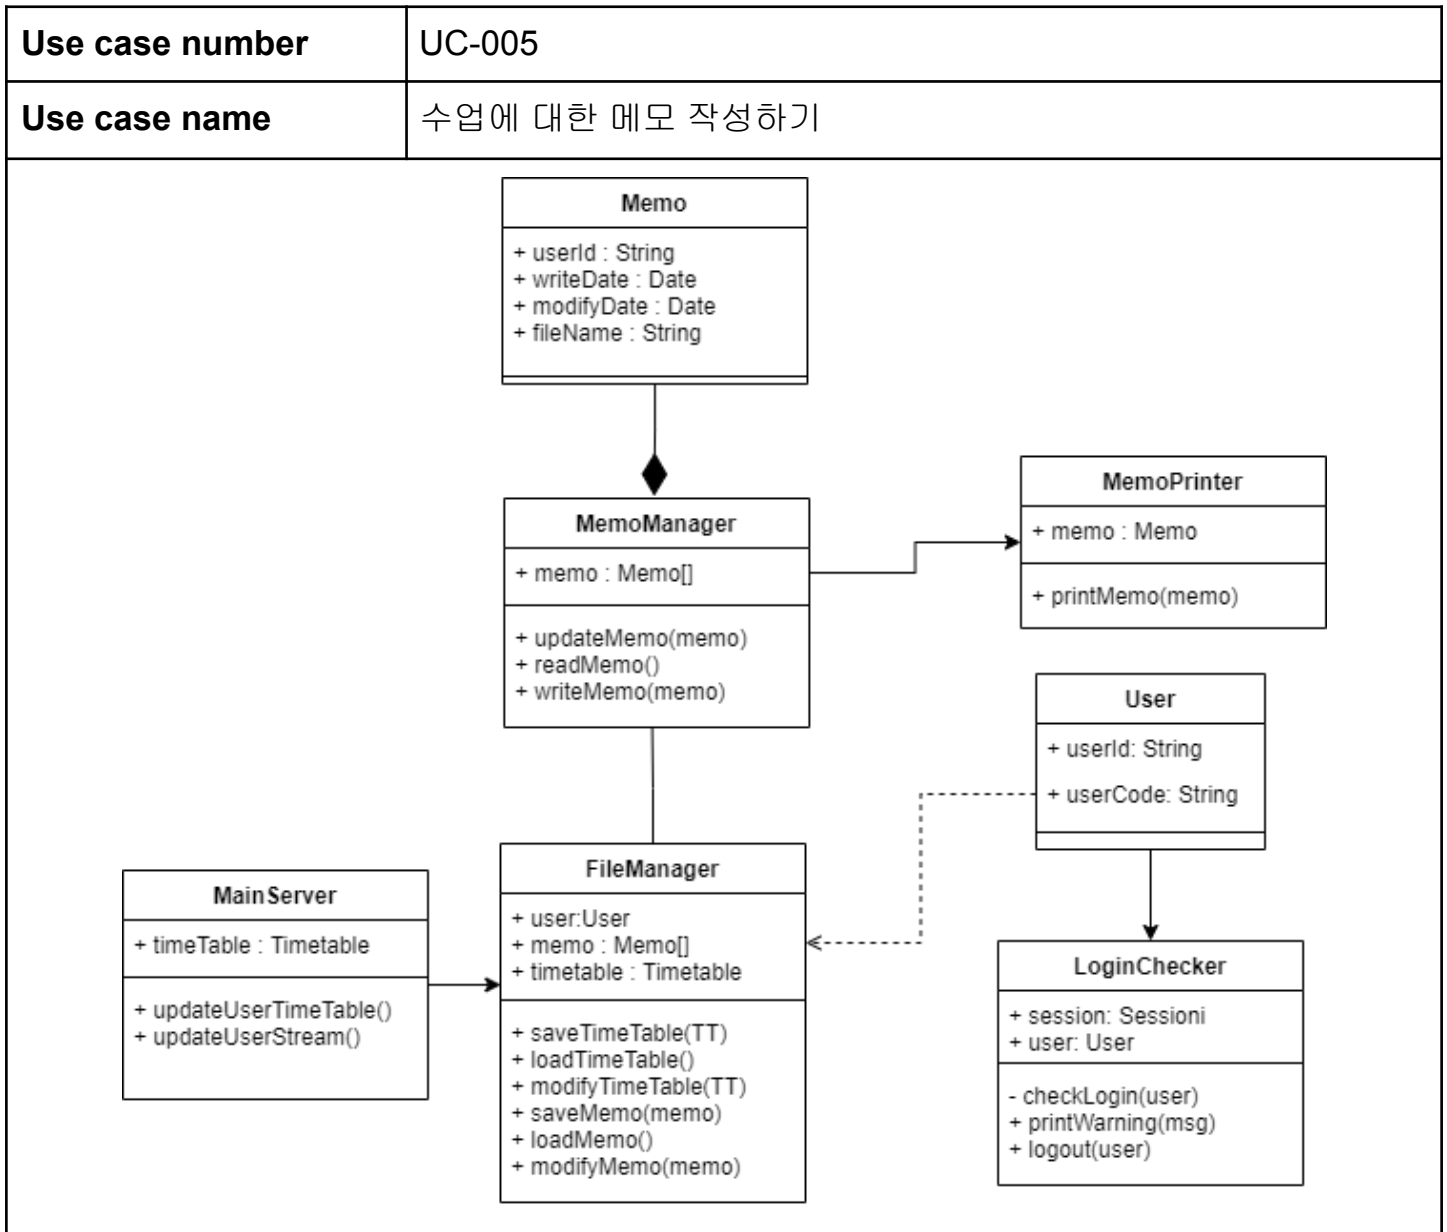 Use case number UC-005
Use case name 수업에 대한 메모 작성하기
Memo
+ userId : String
+ writeDate : Date
+ modifyDate : Date
+ fileName : String
MemoManager
+ memo : Memo[]
+ updateMemo(memo)
+ readMemo()
+ writeMemo(memo)
MemoPrinter
+ memo : Memo
+ printMemo(memo)
User
+ userId: String
+ userCode: String
MainServer
+ timeTable : Timetable
+ updateUserTimeTable()
+ updateUserStream()
FileManager
+ user:User
+ memo : Memo[]
+ timetable : Timetable
+ saveTimeTable(TT)
+ loadTimeTable()
+ modifyTimeTable(TT)
+ saveMemo(memo)
+ loadMemo()
+ modifyMemo(memo)
LoginChecker
+ session: Sessioni
+ user: User
- checkLogin(user)
+ printWarning(msg)
+ logout(user)